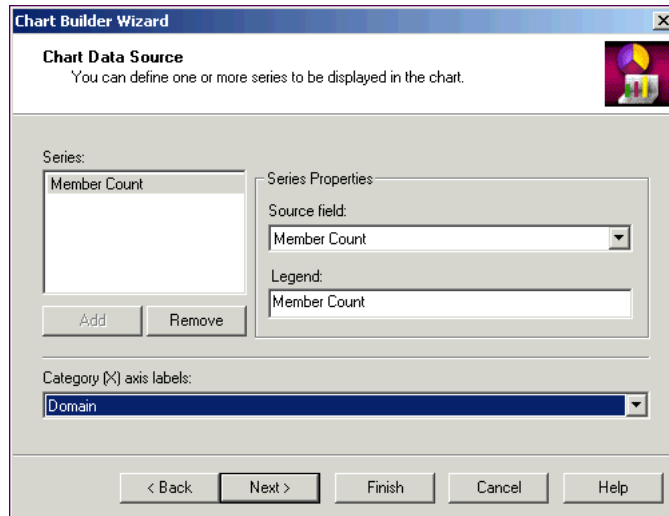 Chart Builder Wizard
Chart Data Source
You can define one or more series to be displayed in the chart.
Series:
Member Count
Add
Remove
Series Properties
Source field:
Member Count
Legend:
Member Count
Category (X) axis labels:
Domain
< Back
Next >
Finish
Cancel
Help